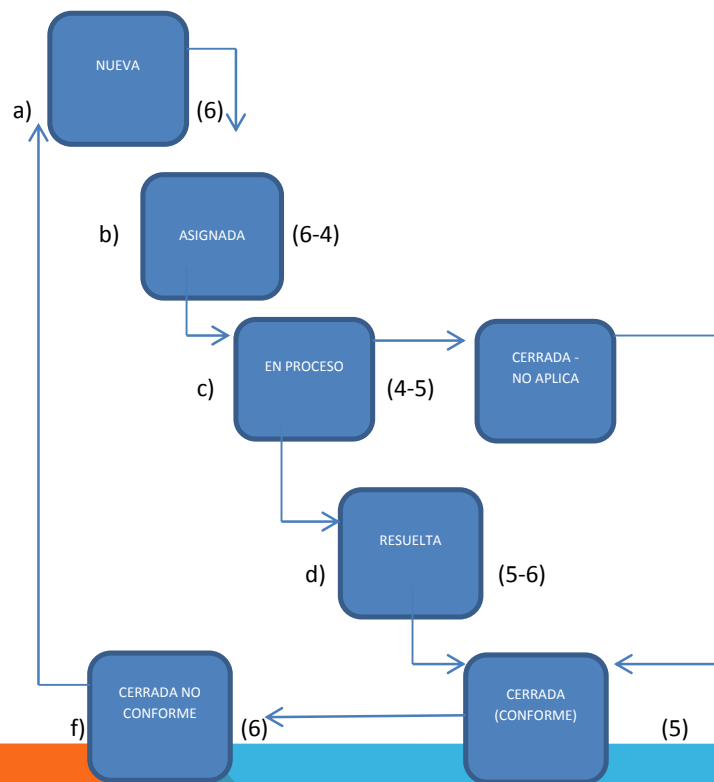 NUEVA
a)
(6)
b)
ASIGNADA
(6-4)
EN PROCESO
c)
(4-5)
CERRADA -
NO APLICA
RESUELTA
d)
(5-6)
CERRADA NO
CONFORME
f)
(6)
CERRADA
(CONFORME)
(5)